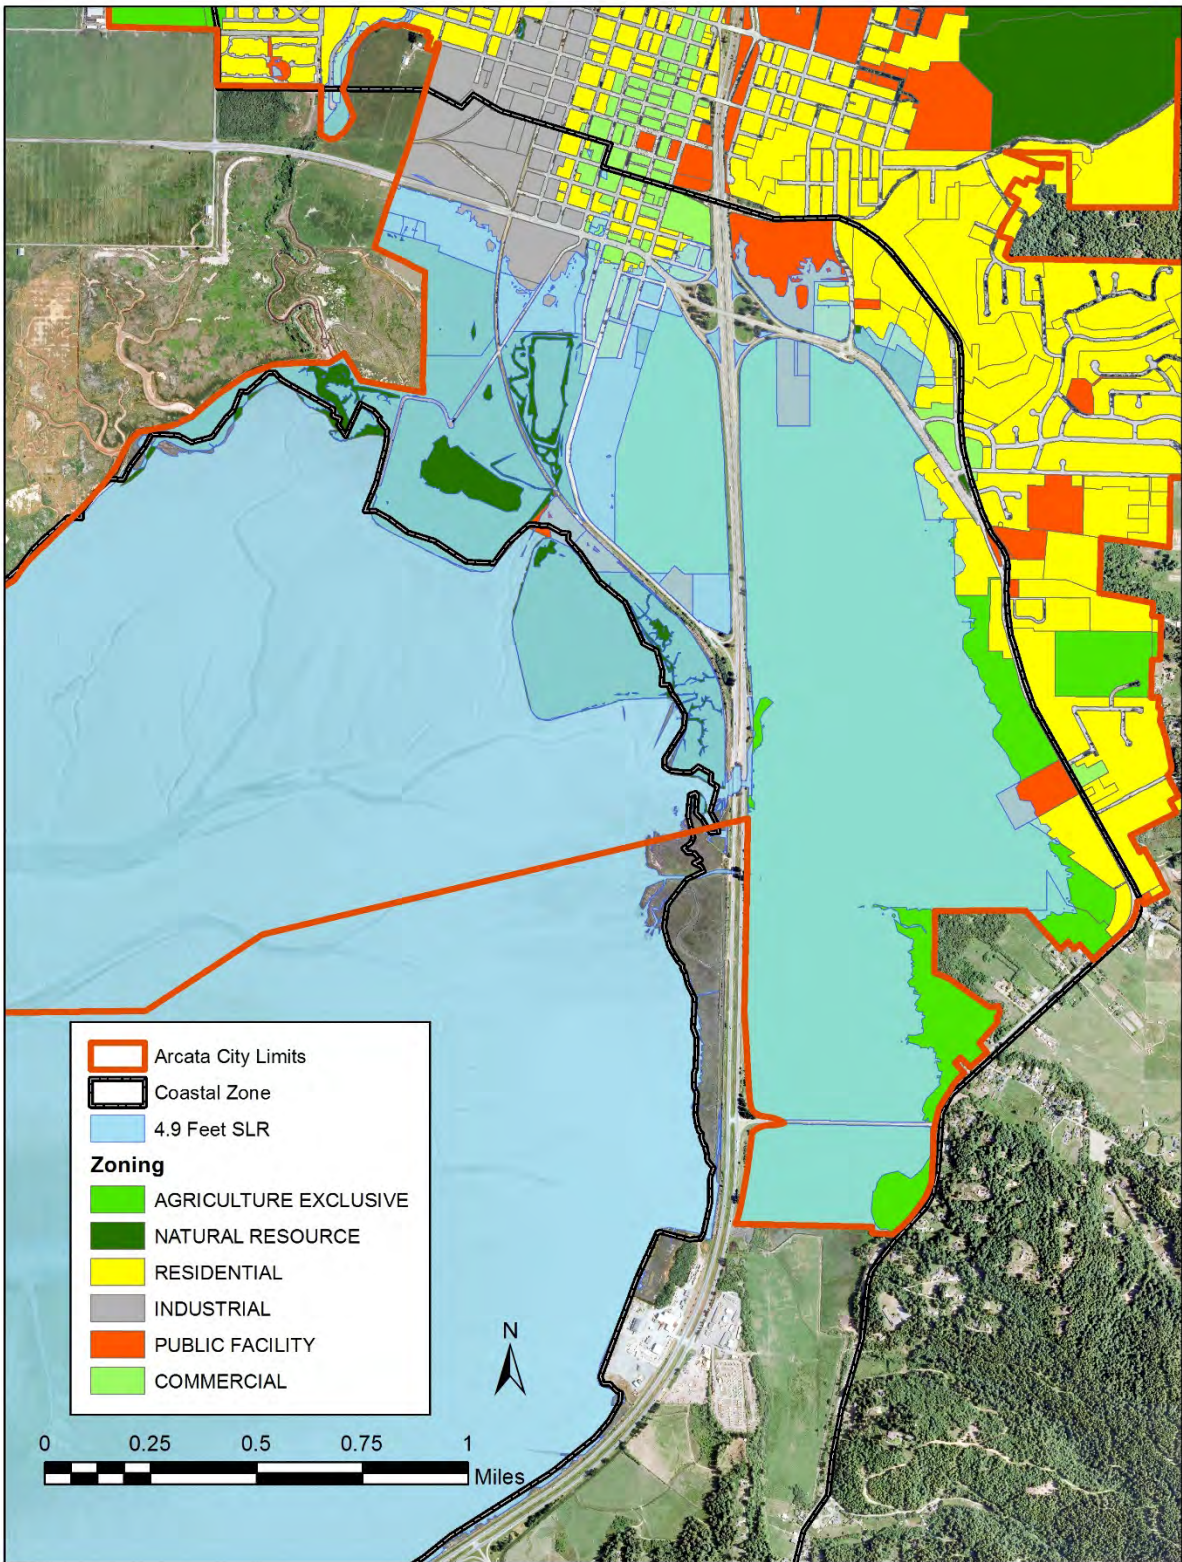 Arcata City Limits
Coastal Zone
4.9 Feet SLR
Zoning
AGRICULTURE EXCLUSIVE
NATURAL RESOURCE
RESIDENTIAL
INDUSTRIAL
PUBLIC FACILITY
COMMERCIAL
N
0 0.25 0.5 0.75 1
Miles